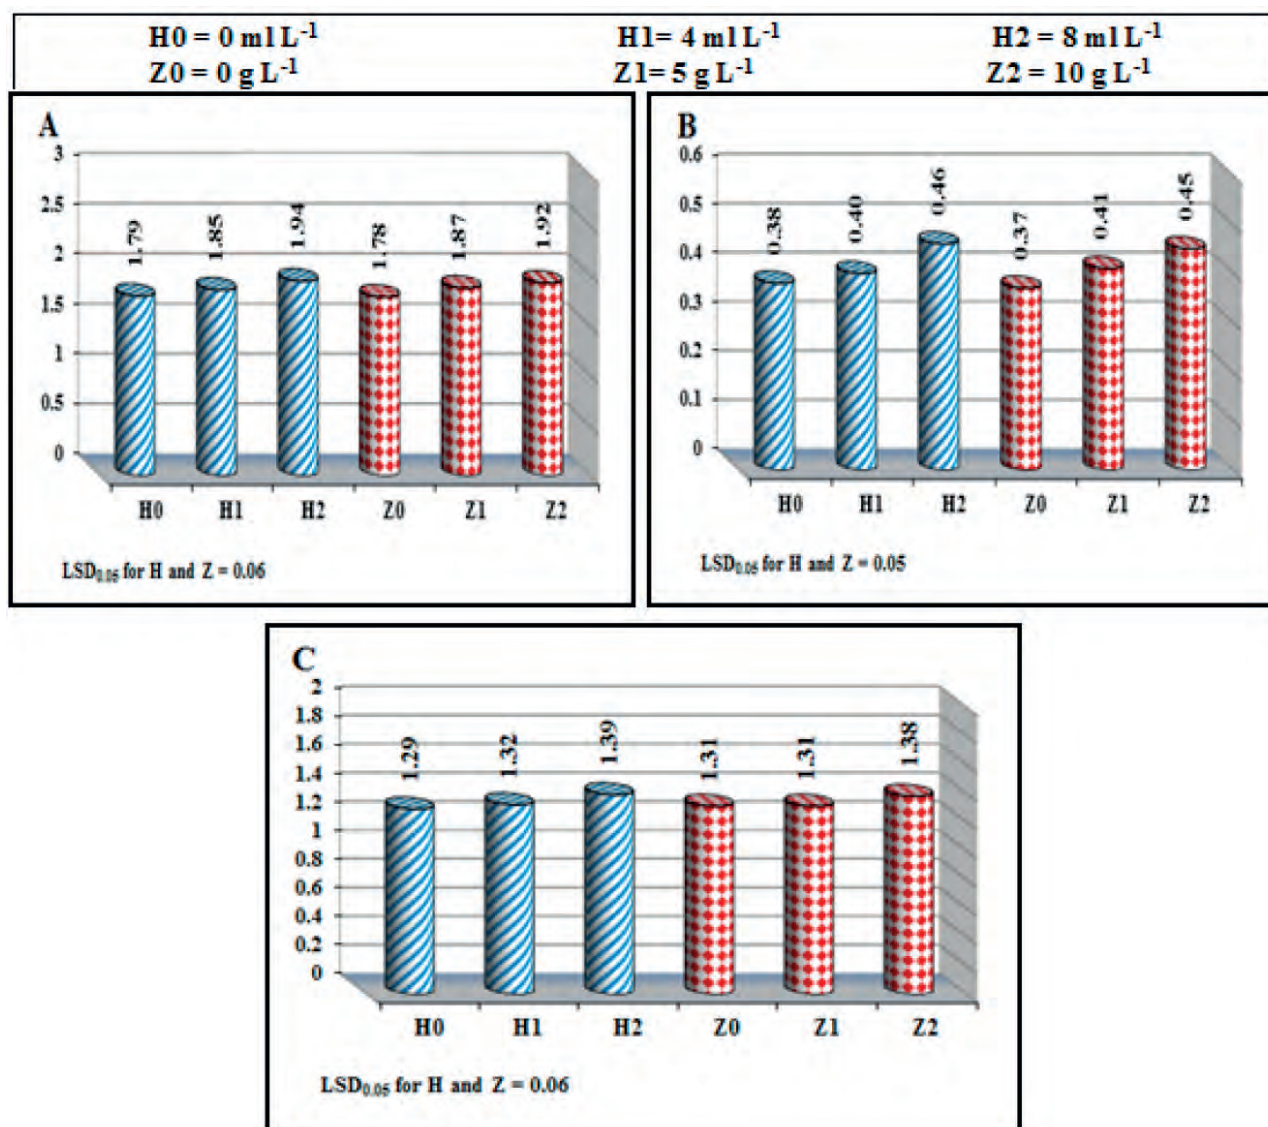 H0 = 0 ml L-1 H1= 4 ml L-1 H2 = 8 ml L-1
Z0 = 0 g L-1 Z1= 5 g L-1 Z2 = 10 g L-1
A
3
2.5
2
1.5
1
0.5
0
1.79 1.85 1.94 1.78 1.87 1.92
H0 H1 H2 Z0 Z1 Z2
LSD0.05 for H and Z = 0.06
B
0.6
0.5
0.4
0.3
0.2
0.1
0
0.38 0.40 0.46 0.37 0.41 0.45
H0 H1 H2 Z0 Z1 Z2
LSD0.05 for H and Z = 0.05
C
2
1.8
1.6
1.4
1.2
1
0.8
0.6
0.4
0.2
0
1.29 1.32 1.39 1.31 1.31 1.38
H0 H1 H2 Z0 Z1 Z2
LSD0.05 for H and Z = 0.06